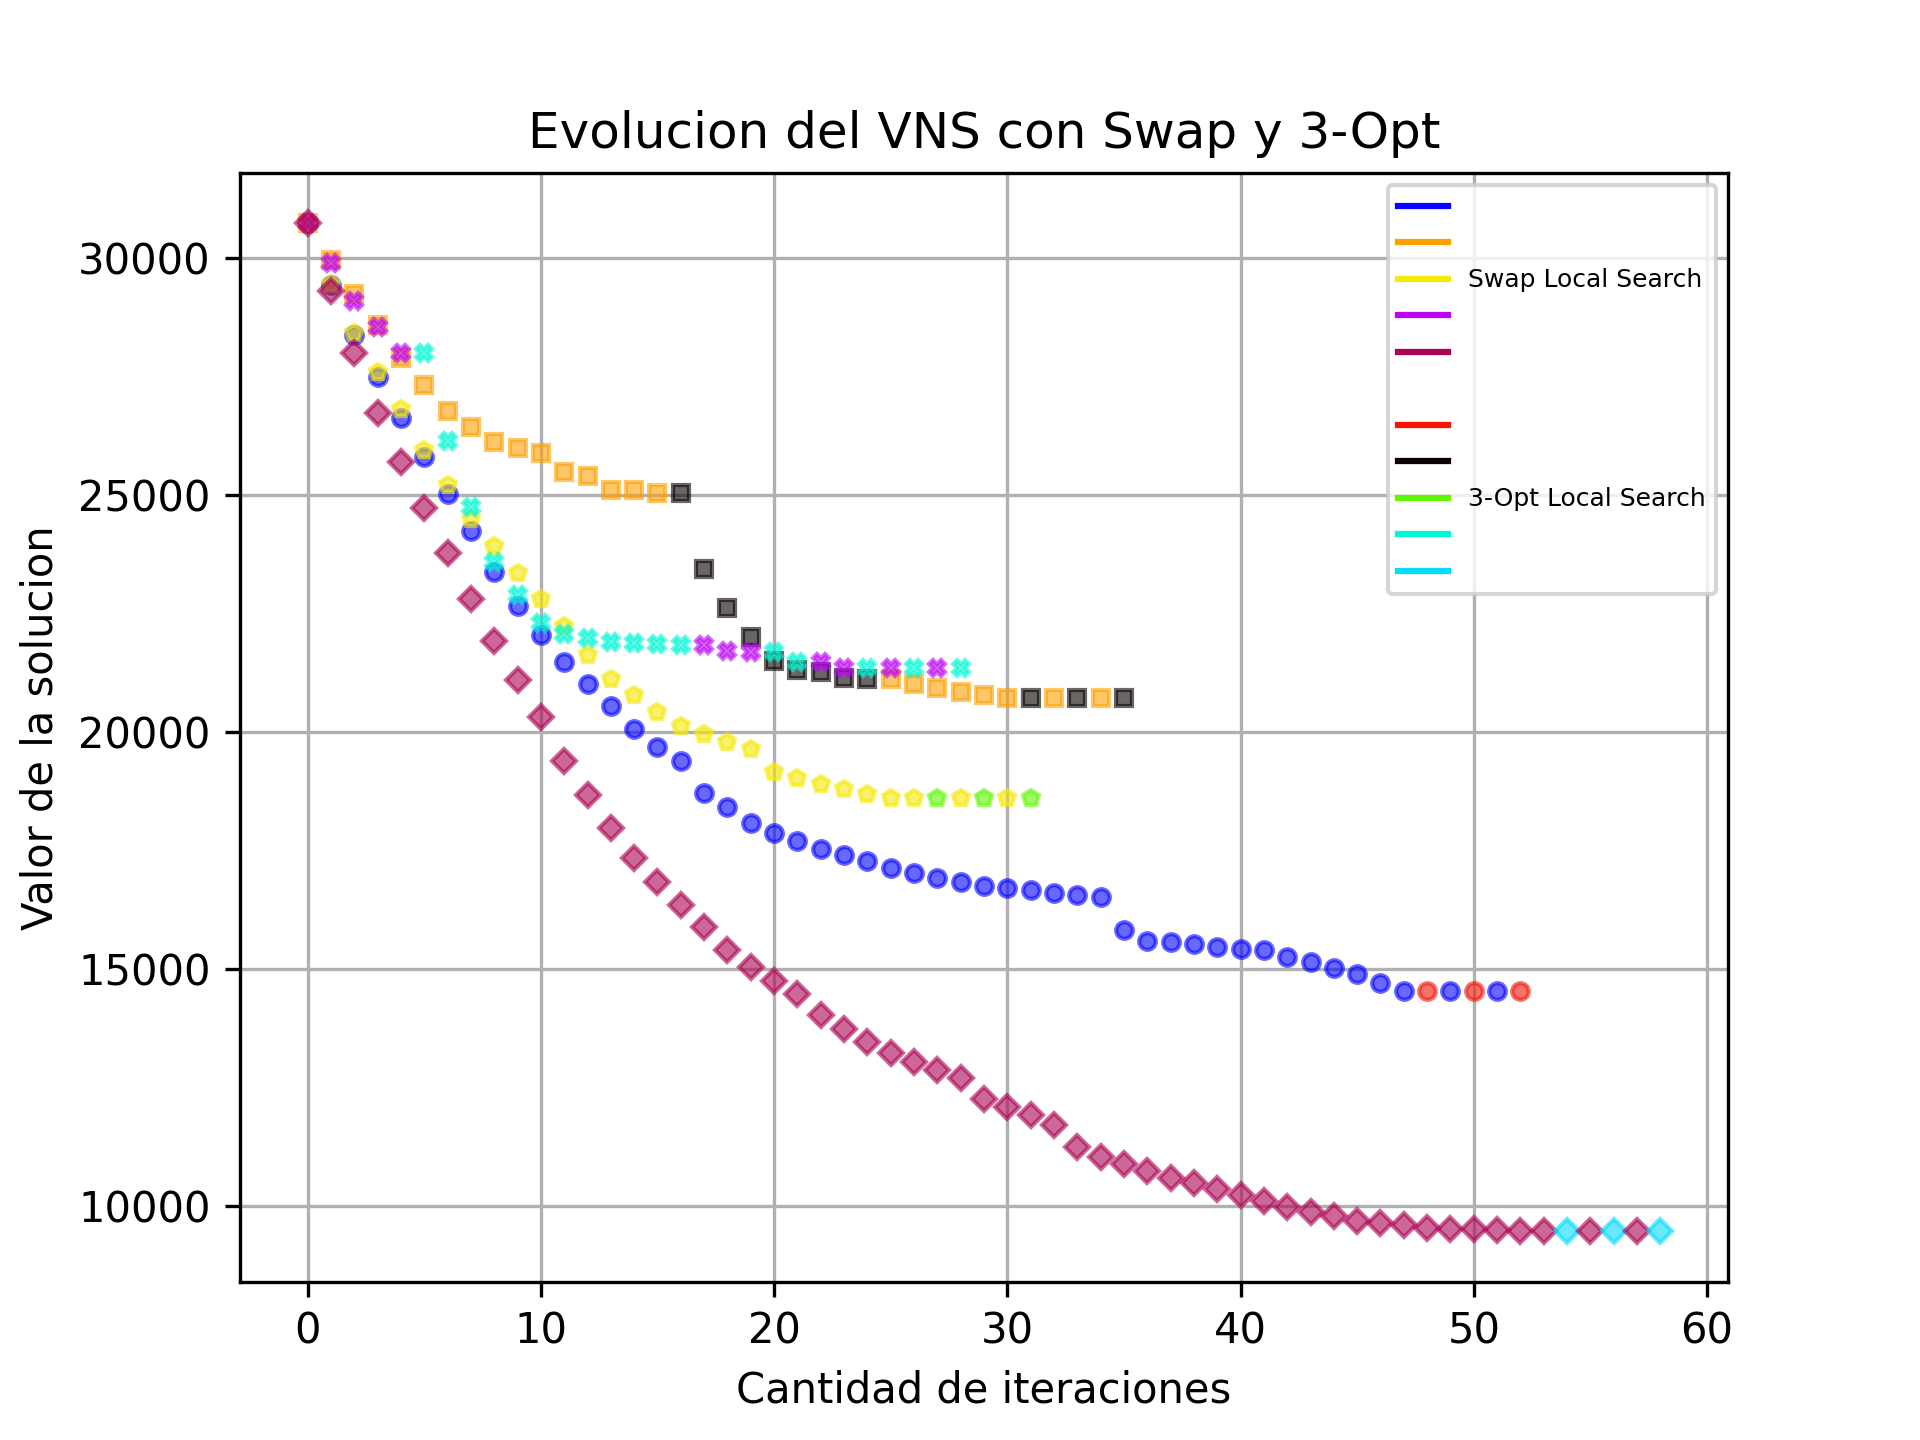 Evolucion del VNS con Swap y 3-Opt
Valor de la solucion
30000
25000
20000
15000
10000
Swap Local Search
3-Opt Local Search
0 10 20 30 40 50 60
Cantidad de iteraciones